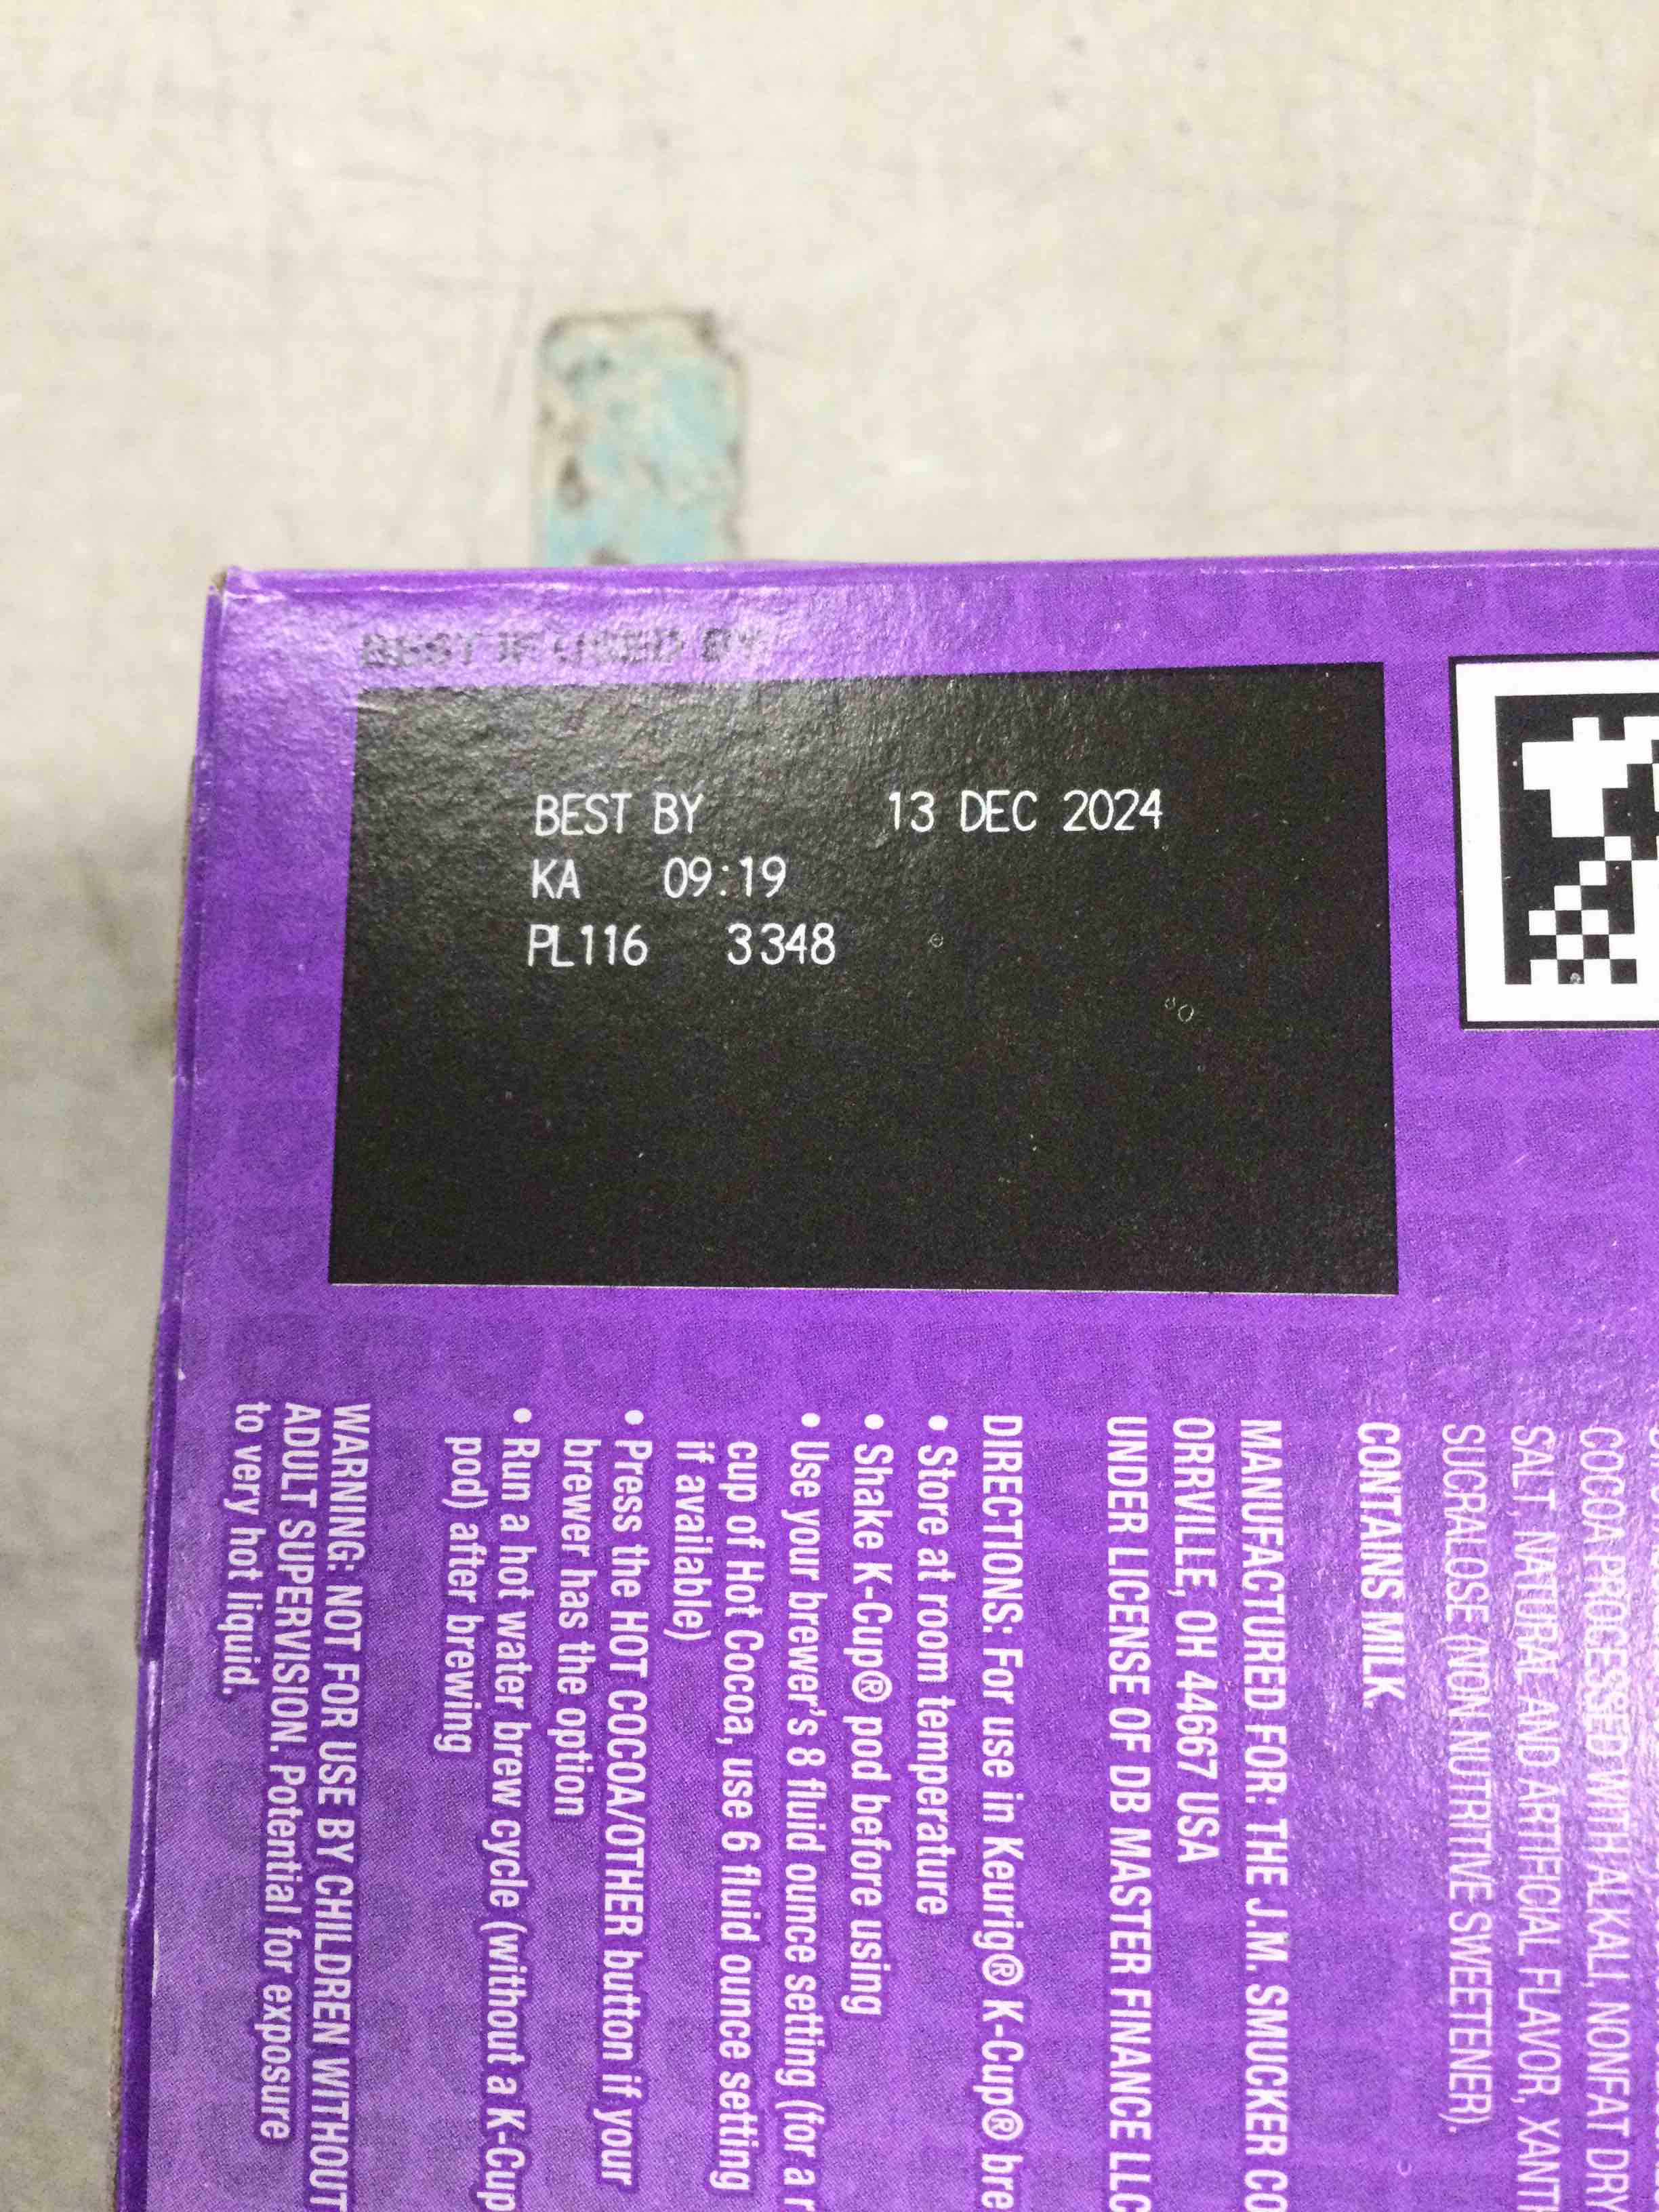 BEST IF USED BY
BEST BY 13 DEC 2024
KA 09:19
PL116 3348
COCOA PROCESSED WITH ALKALI, NONFAT DRY
SALT, NATURAL AND ARTIFICIAL FLAVOR,
SUCRALOSE (NON NUTRITIVE SWEETENER).
CONTAINS MILK
MANUFACTURED FOR: THE J.M. SMUCKER CO
ORRVILLE, OH 44667 USA
UNDER LICENSE OF DB MASTER FINANCE LLC
DIRECTIONS: For use in Keurig® K-Cup®
• Store at room temperature
• Shake K-Cup® pod before using
• Use your brewer's 8 fluid ounce setting (for a
cup of Hot Cocoa, use 6 fluid ounce setting
if available)
• Press the HOT COCOA/OTHER button if your
brewer has the option
• Run a hot water brew cycle (without a K-Cup
pod) after brewing
WARNING: NOT FOR USE BY CHILDREN WITHOUT
ADULT SUPERVISION. Potential for exposure
to very hot liquid.